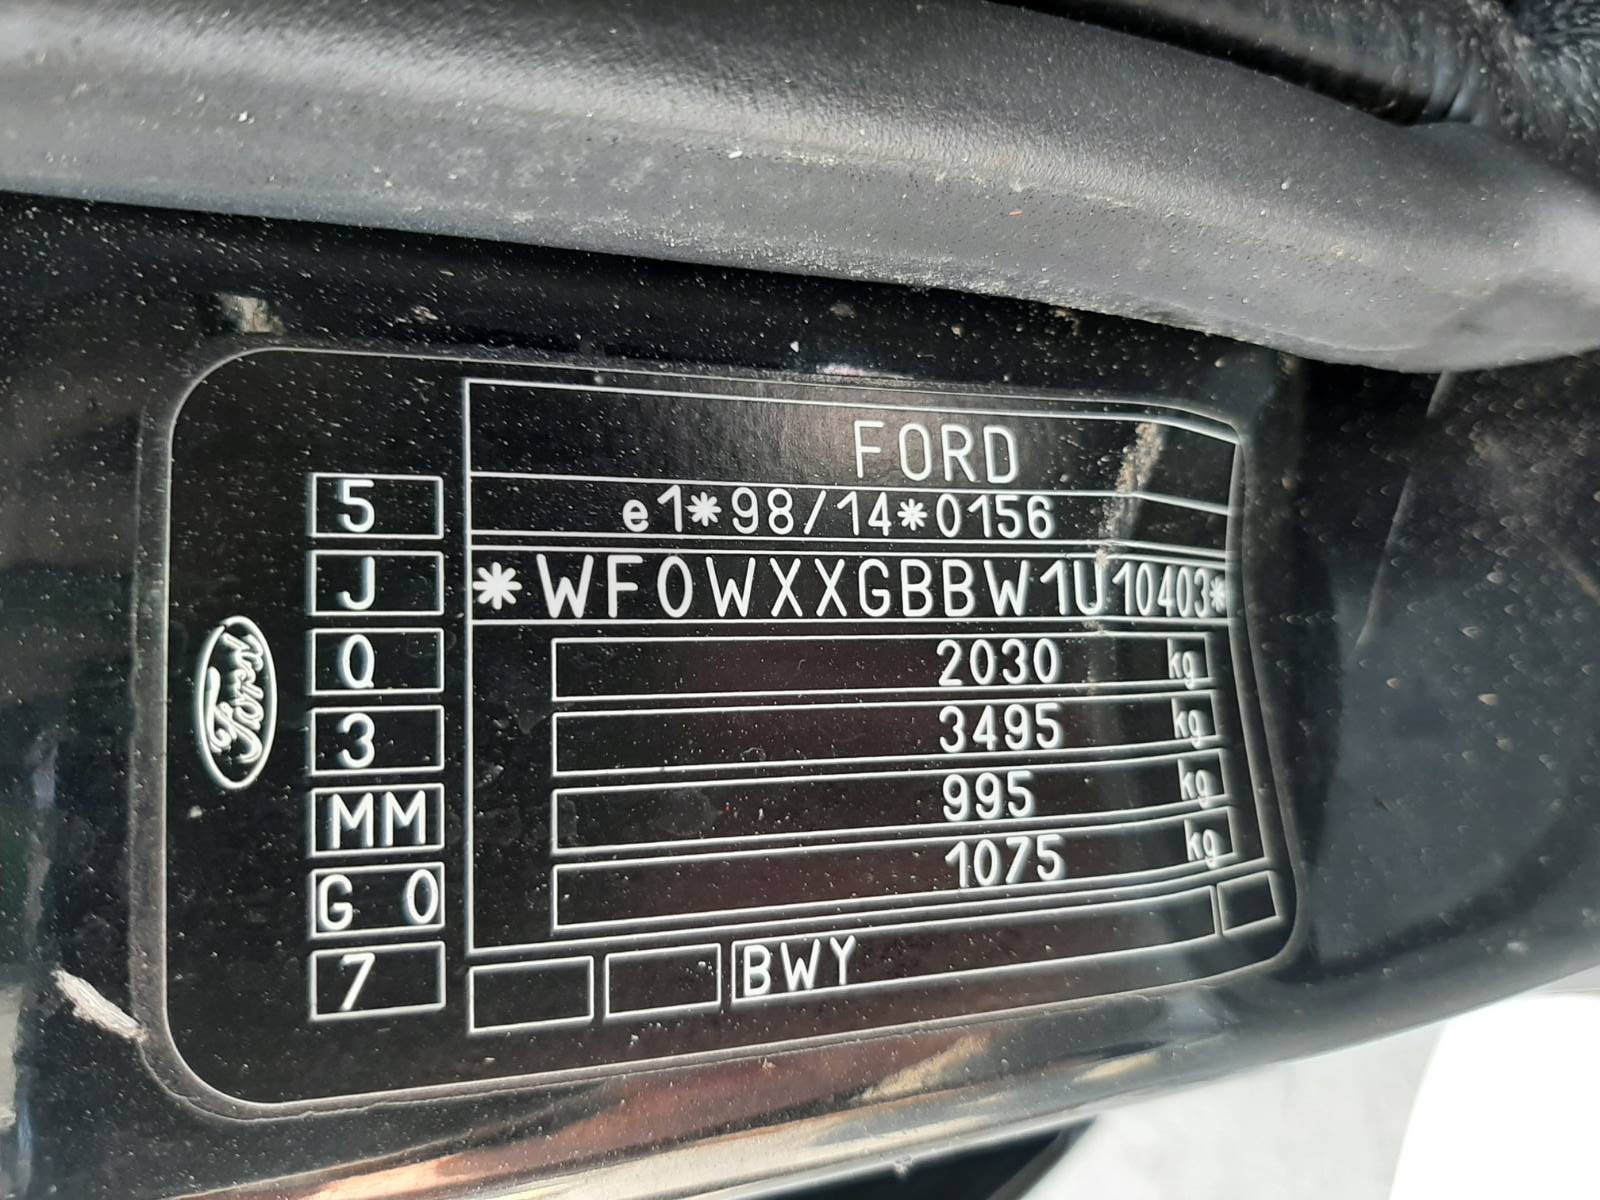 Ford
5
J
Q
3
MM
G O
7
FORD
e1*98/14*0156
*WF0WXXGBBW1U10403*
2030 kg
3495 kg
995 kg
1075 kg
BWY